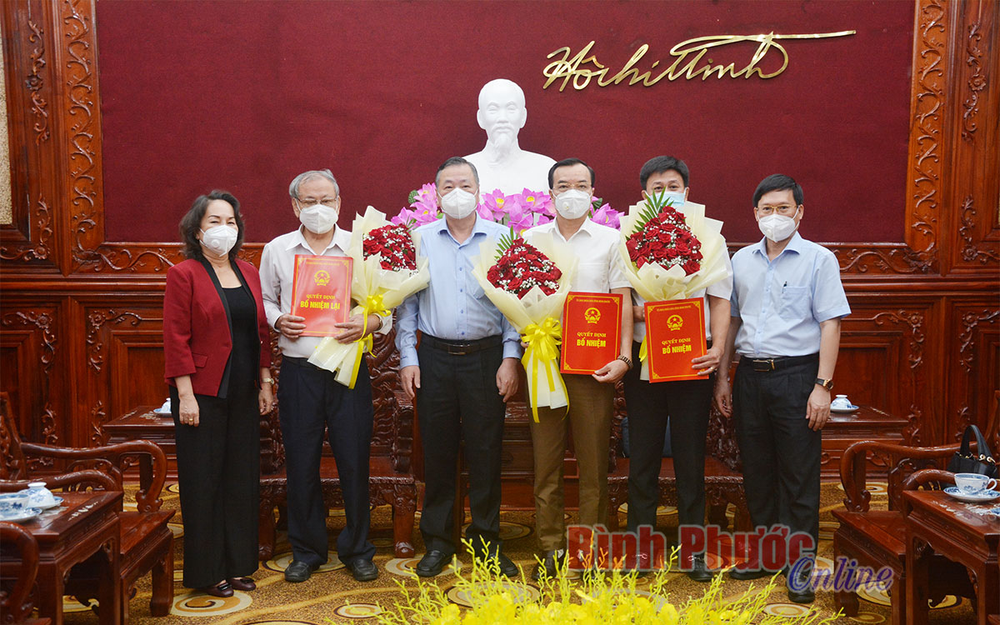 Hồ Chí Minh
QUYẾT ĐỊNH
BỔ NHIỆM LẠI
QUYẾT ĐỊNH
BỔ NHIỆM
QUYẾT ĐỊNH
BỔ NHIỆM
Bình Phước
Online